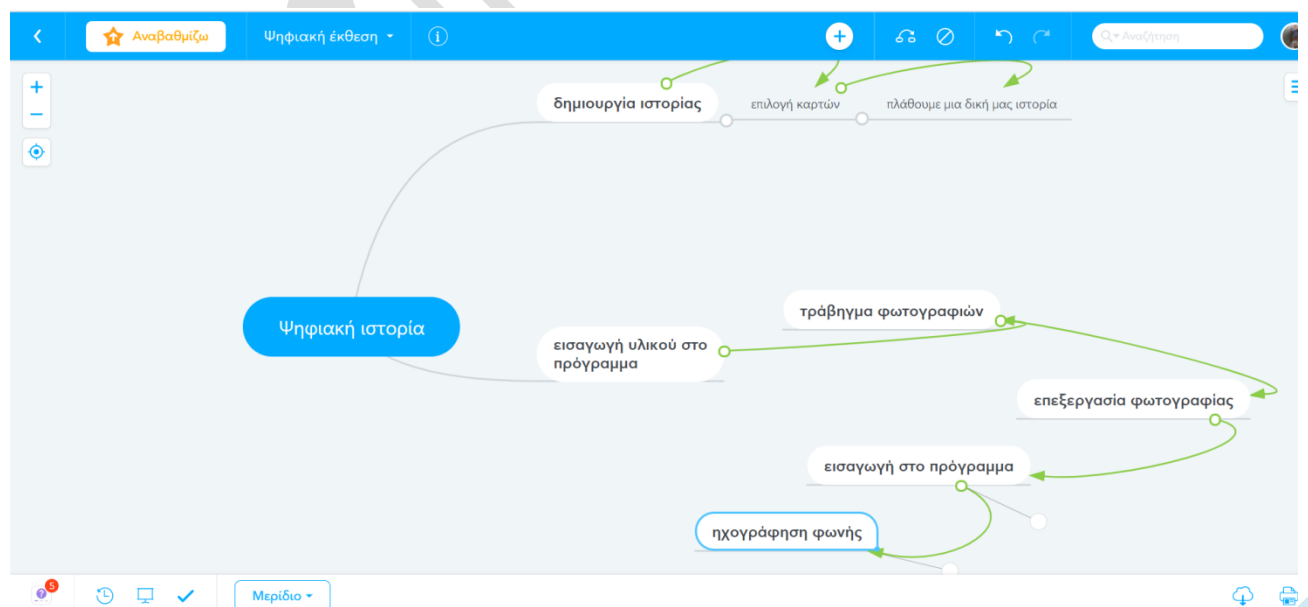 Αναβαθμίζω
Ψηφιακή έκθεση
Αναζήτηση
δημιουργία ιστορίας
επιλογή καρτών
πλάθουμε μια δική μας ιστορία
Ψηφιακή ιστορία
τράβηγμα φωτογραφιών
εισαγωγή υλικού στο
πρόγραμμα
επεξεργασία φωτογραφίας
εισαγωγή στο πρόγραμμα
ηχογράφηση φωνής
5
Μερίδιο